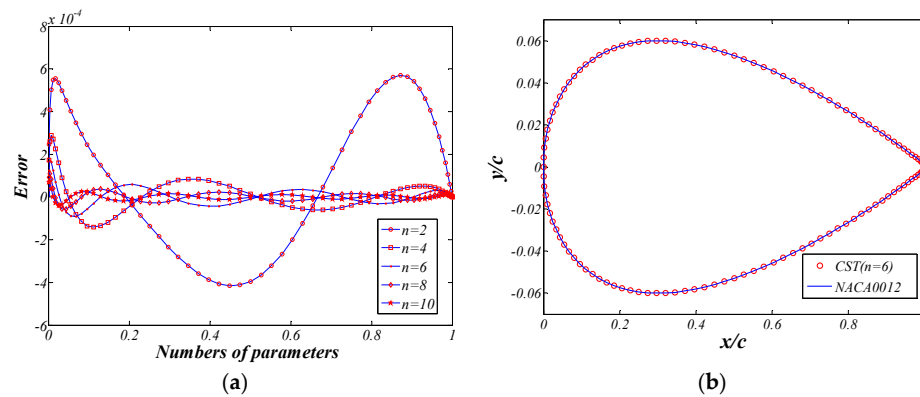 8 x 10-4
6
4
2
0
-2
-4
-6
Error
0 0.2 0.4 0.6 0.8 1
Numbers of parameters
n=2
n=4
n=6
n=8
n=10
(a)
0.06
0.04
0.02
0
-0.02
-0.04
-0.06
y/c
0 0.2 0.4 0.6 0.8
x/c
CST(n=6)
NACA0012
(b)